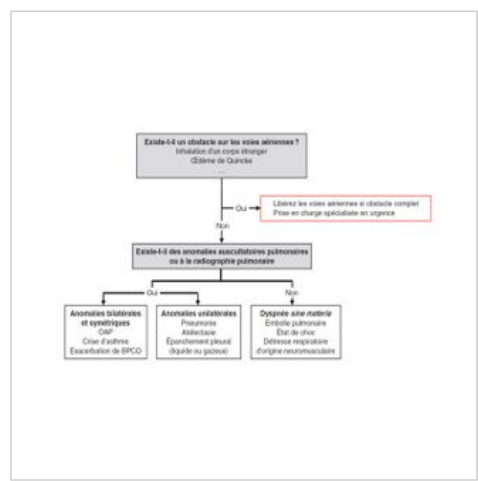 Existe-t-il un obstacle sur les voies aériennes ?
Inhalation d'un corps étranger
Œdème de Quincke
...
Oui
Libérez les voies aériennes si obstacle complet
Prise en charge spécialisée en urgence
Non
Existe-t-il des anomalies auscultatoires pulmonaires
ou à la radiographie pulmonaire
Oui
Non
Anomalies bilatérales
et symétriques
OAP
Crise d'asthme
Exacerbation de BPCO
Anomalies unilatérales
Pneumonie
Atélectasie
Épanchement pleural
(liquide ou gazeux)
Dyspnée sine materia
Embolie pulmonaire
État de choc
Détresse respiratoire
d'origine neuromusculaire